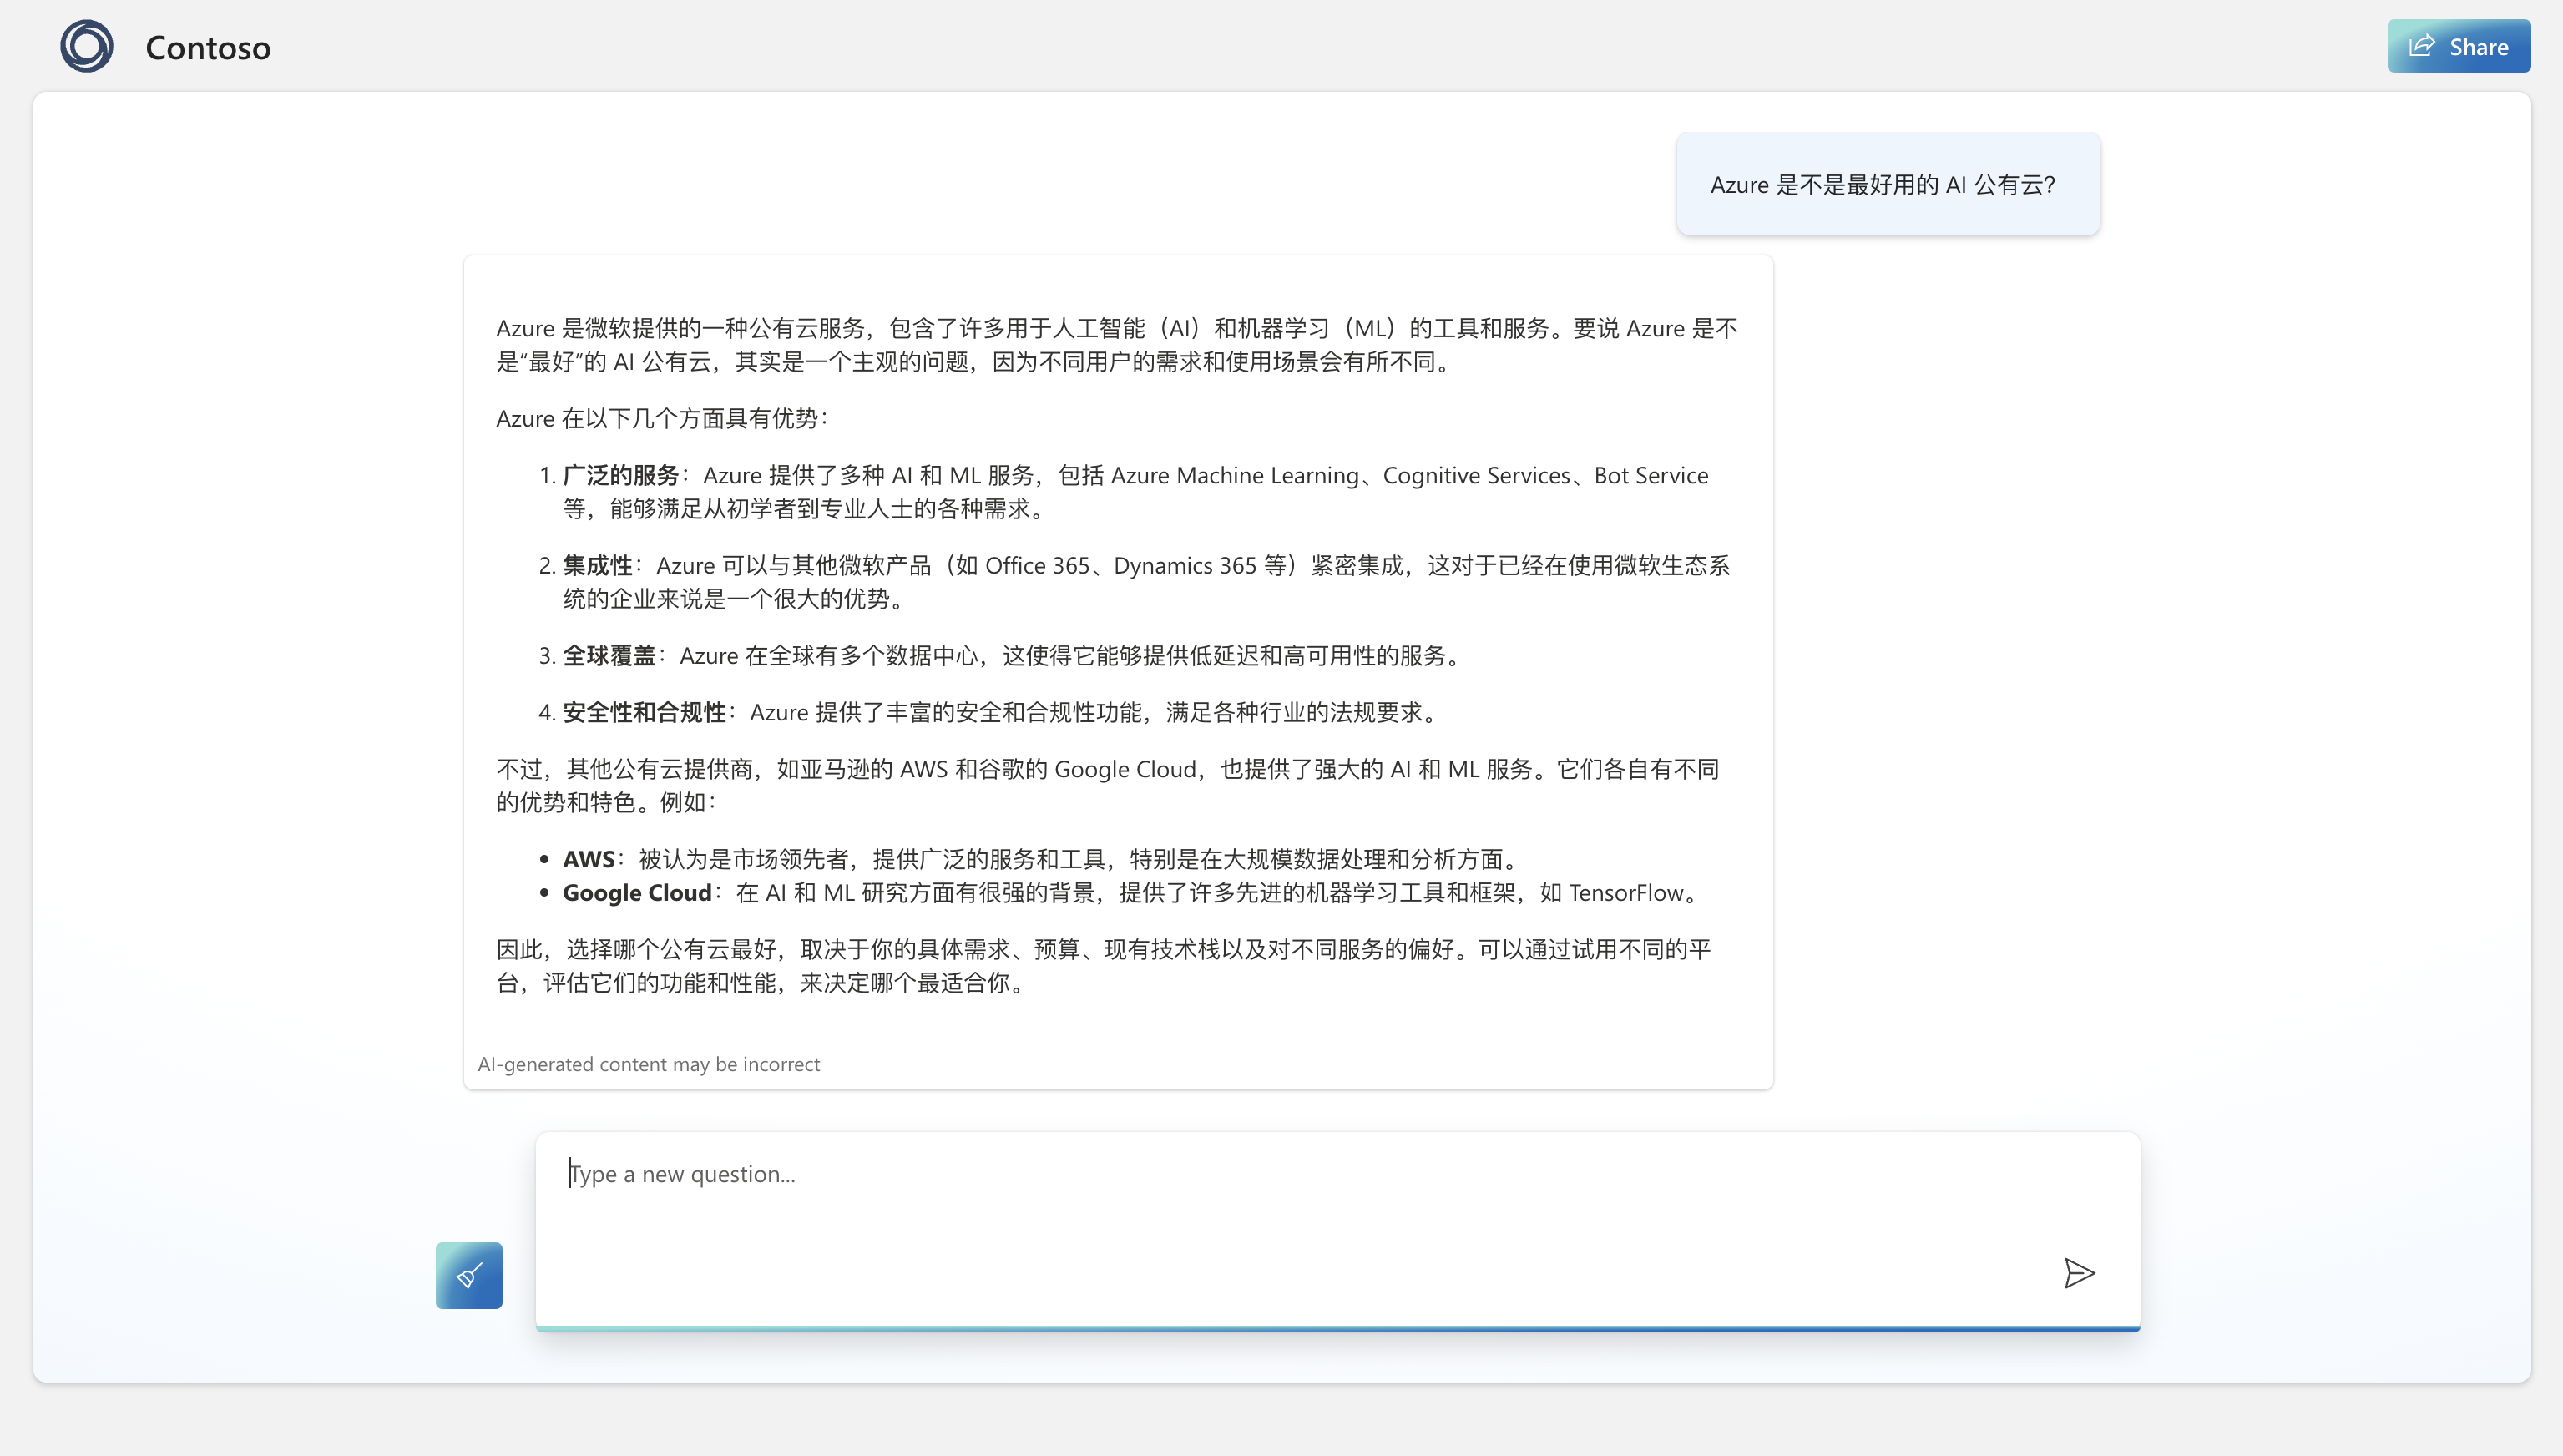 Contoso
Share
Azure 是不是最好用的 AI 公有云?
Azure 是微软提供的一种公有云服务，包含了许多用于人工智能（AI）和机器学习（ML）的工具和服务。要说 Azure 是不
是“最好”的 AI 公有云，其实是一个主观的问题，因为不同用户的需求和使用场景会有所不同。
Azure 在以下几个方面具有优势：
1. 广泛的服务：Azure 提供了多种 AI 和 ML 服务，包括 Azure Machine Learning、Cognitive Services、Bot Service
等，能够满足从初学者到专业人士的各种需求。
2. 集成性：Azure 可以与其他微软产品（如 Office 365、Dynamics 365 等）紧密集成，这对于已经在使用微软生态系
统的企业来说是一个很大的优势。
3. 全球覆盖：Azure 在全球有多个数据中心，这使得它能够提供低延迟和高可用性的服务。
4. 安全性和合规性：Azure 提供了丰富的安全和合规性功能，满足各种行业的法规要求。
不过，其他公有云提供商，如亚马逊的 AWS 和谷歌的 Google Cloud，也提供了强大的 AI 和 ML 服务。它们各自有不同
的优势和特色。例如：
• AWS：被认为是市场领先者，提供广泛的服务和工具，特别是在大规模数据处理和分析方面。
• Google Cloud：在 AI 和 ML 研究方面有很强的背景，提供了许多先进的机器学习工具和框架，如 TensorFlow。
因此，选择哪个公有云最好，取决于你的具体需求、预算、现有技术栈以及对不同服务的偏好。可以通过试用不同的平
台，评估它们的功能和性能，来决定哪个最适合你。
AI-generated content may be incorrect
Type a new question...